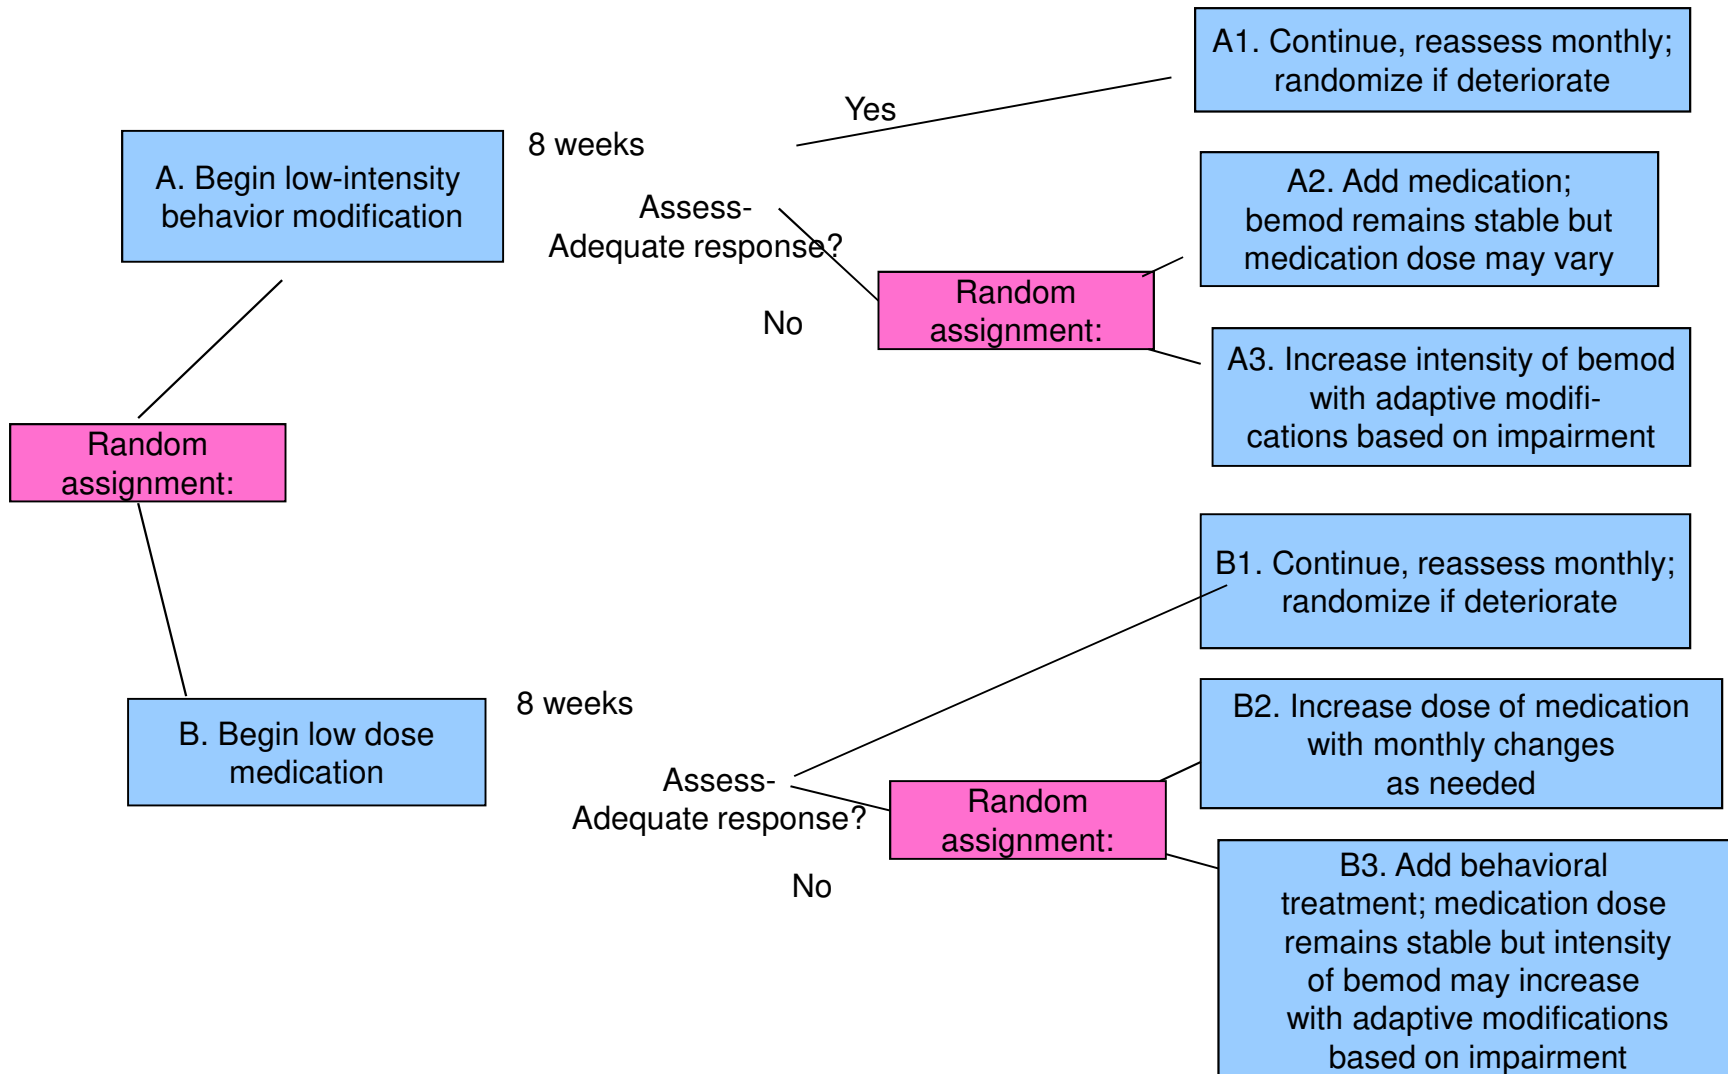 A1. Continue, reassess monthly;
randomize if deteriorate
Yes
8 weeks
A. Begin low-intensity
behavior modification
Assess-
Adequate response?
A2. Add medication;
bemod remains stable but
medication dose may vary
No
Random
assignment:
A3. Increase intensity of bemod
with adaptive modifi-
cations based on impairment
Random
assignment:
B1. Continue, reassess monthly;
randomize if deteriorate
8 weeks
B. Begin low dose
medication
Assess-
Adequate response?
B2. Increase dose of medication
with monthly changes
as needed
Random
assignment:
No
B3. Add behavioral
treatment; medication dose
remains stable but intensity
of bemod may increase
with adaptive modifications
based on impairment